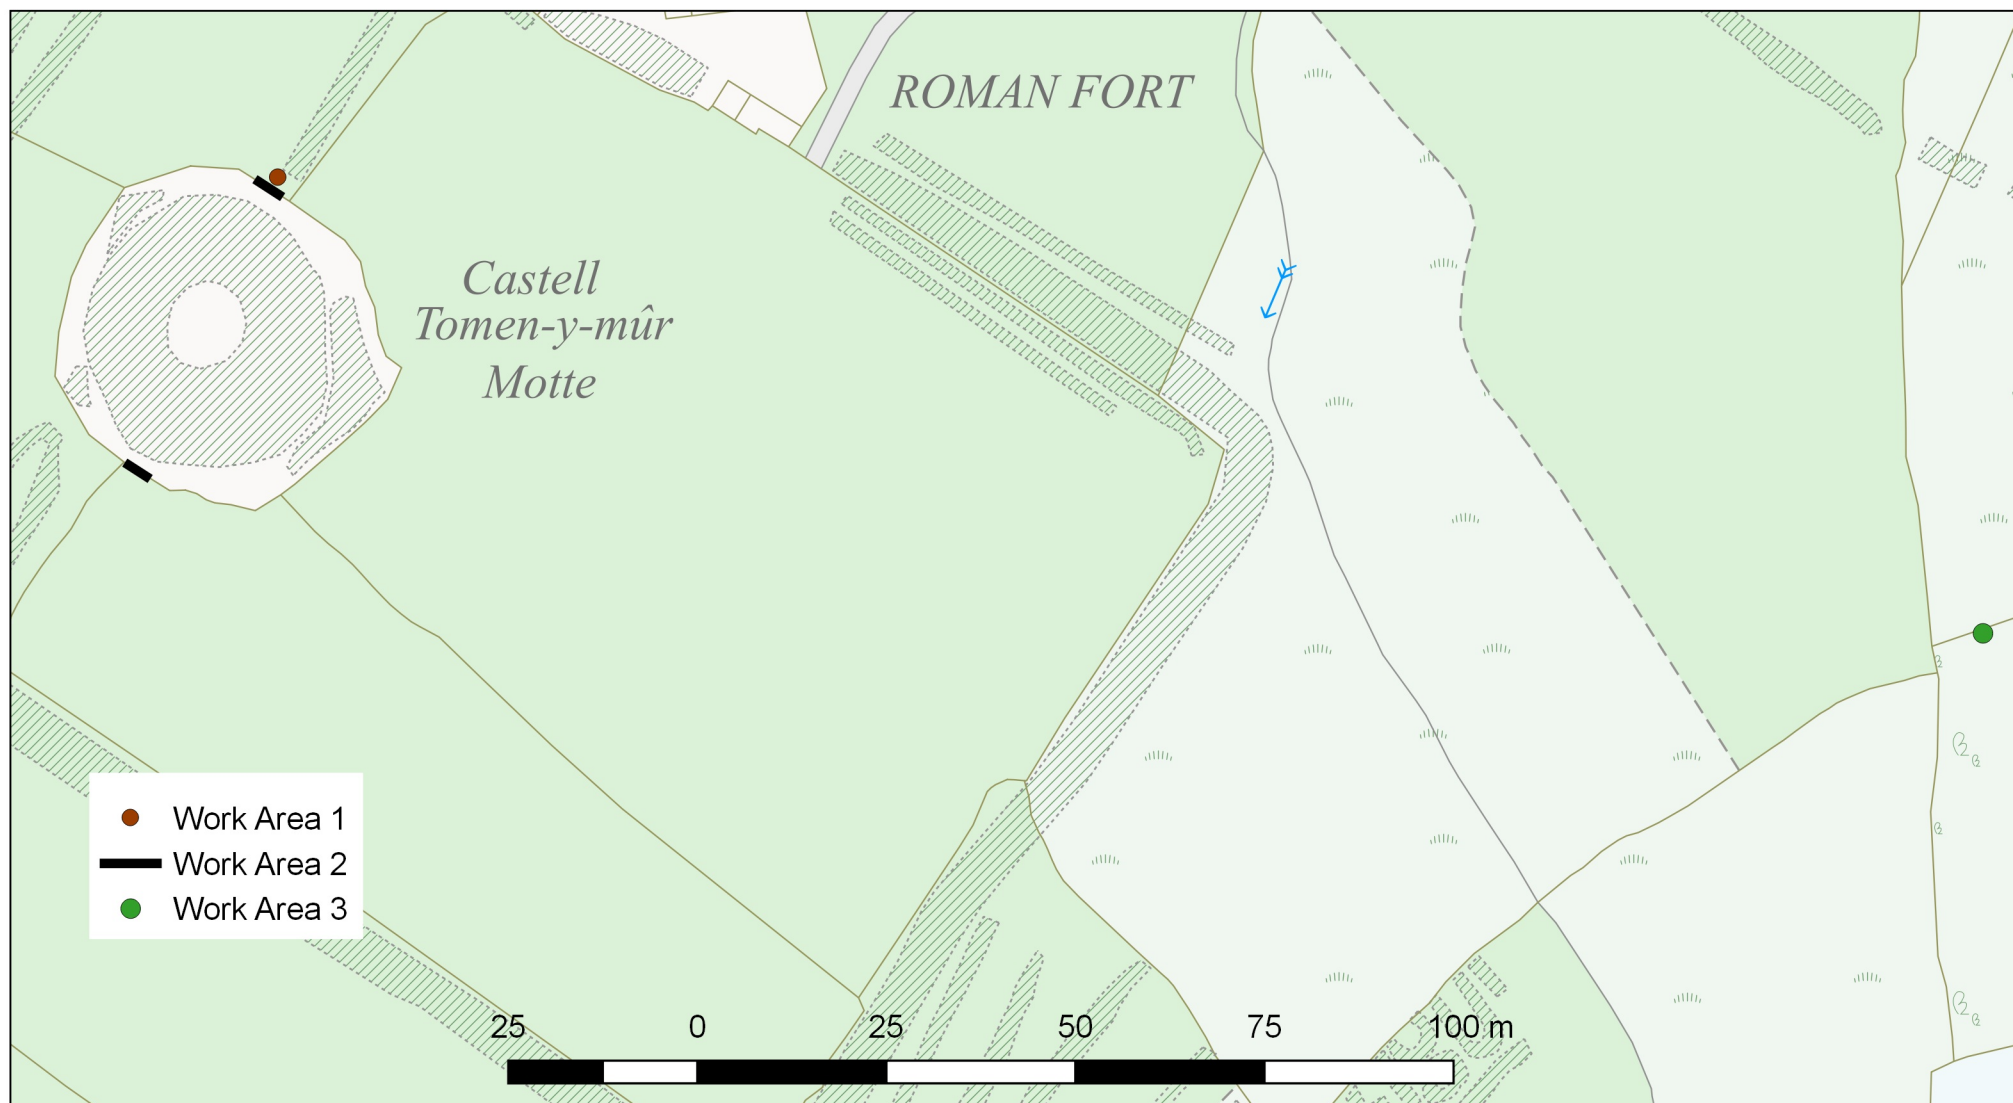 ROMAN FORT
Castell
Tomen-y-mûr
Motte
Work Area 1
Work Area 2
Work Area 3
25 0 25 50 75 100 m